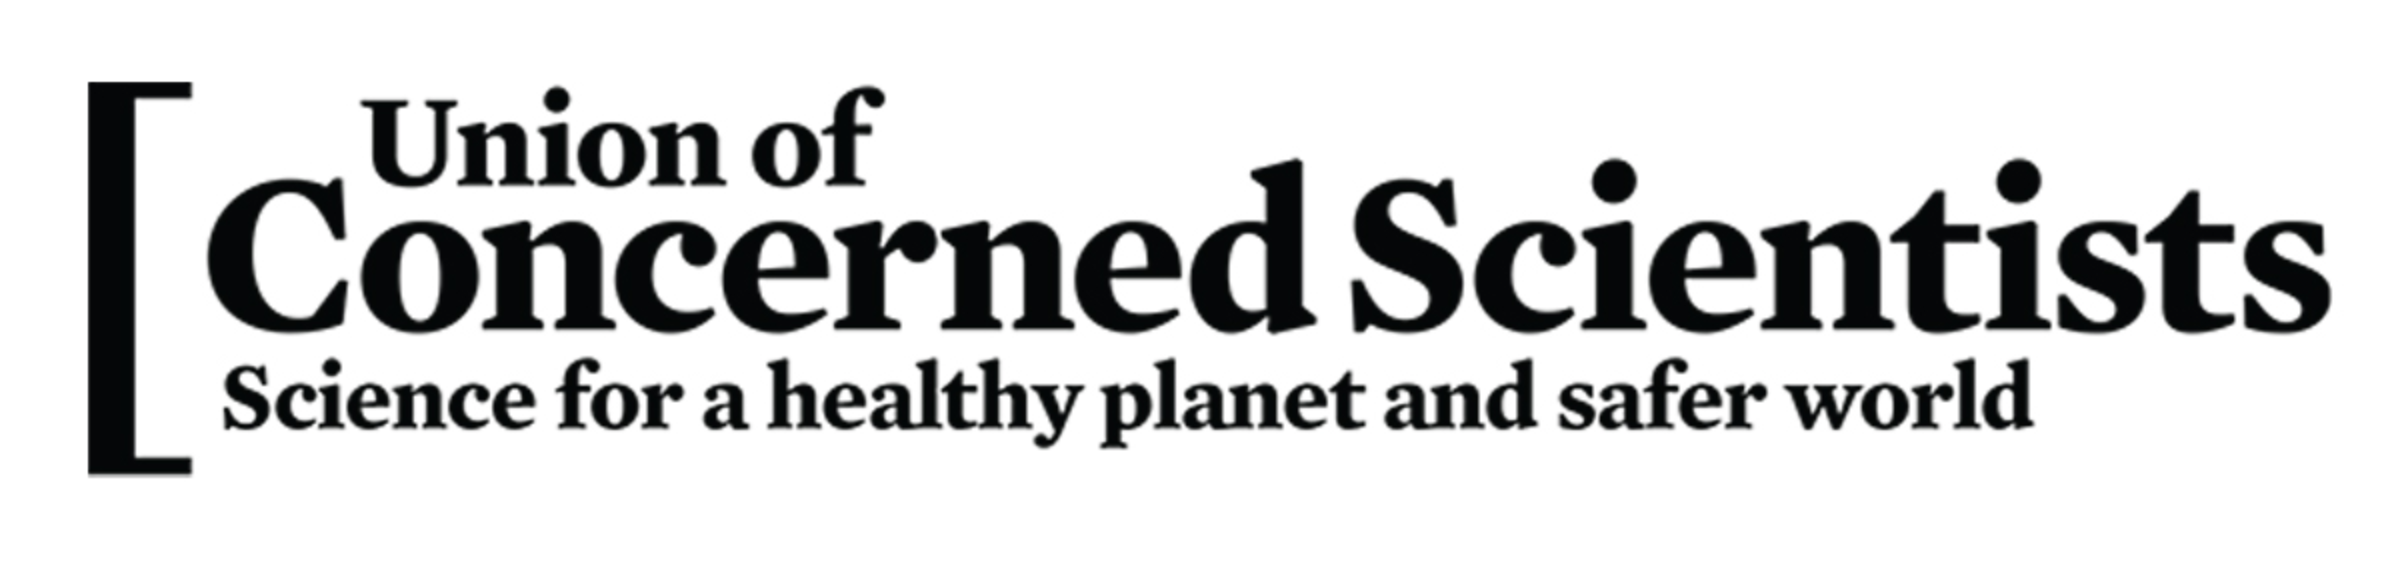 Union of
Concerned Scientists
Science for a healthy planet and safer world